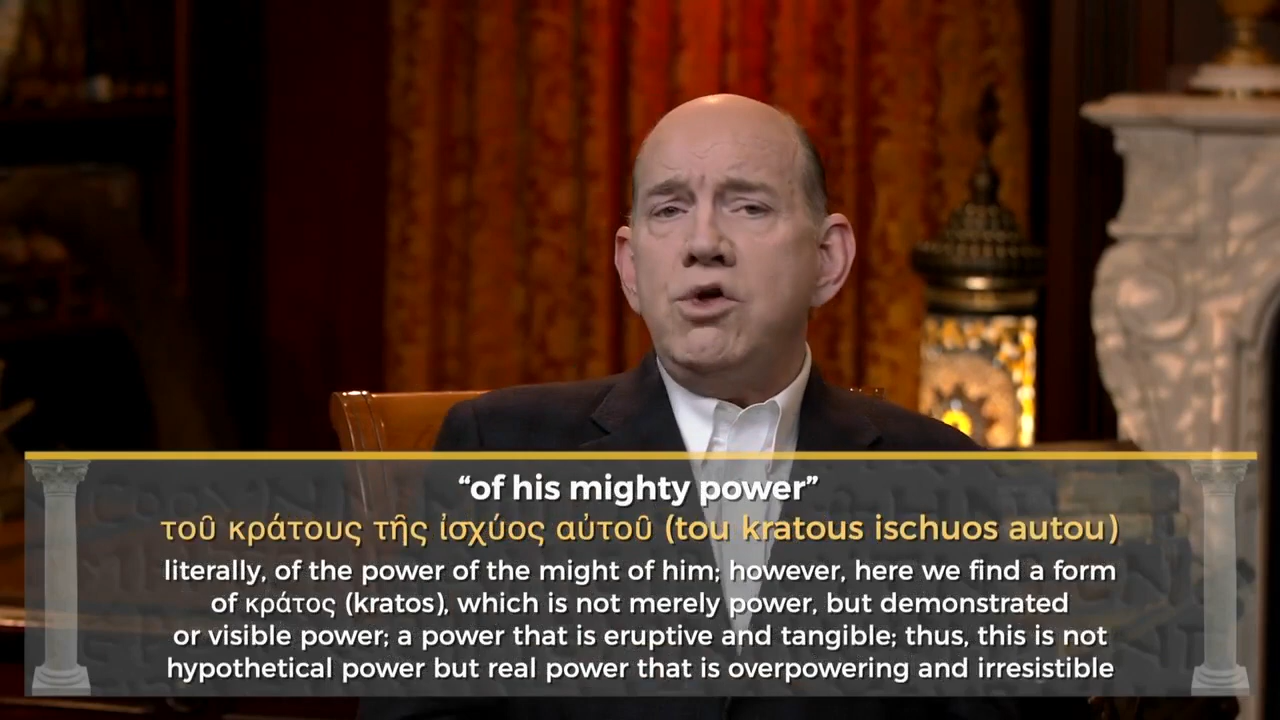 “of his mighty power”
τοῦ κράτους τῆς ἰσχύος αὐτοῦ (tou kratous ischuos autou)
literally, of the power of the might of him; however, here we find a form
of κράτος (kratos), which is not merely power, but demonstrated
or visible power; a power that is eruptive and tangible; thus, this is not
hypothetical power but real power that is overpowering and irresistible